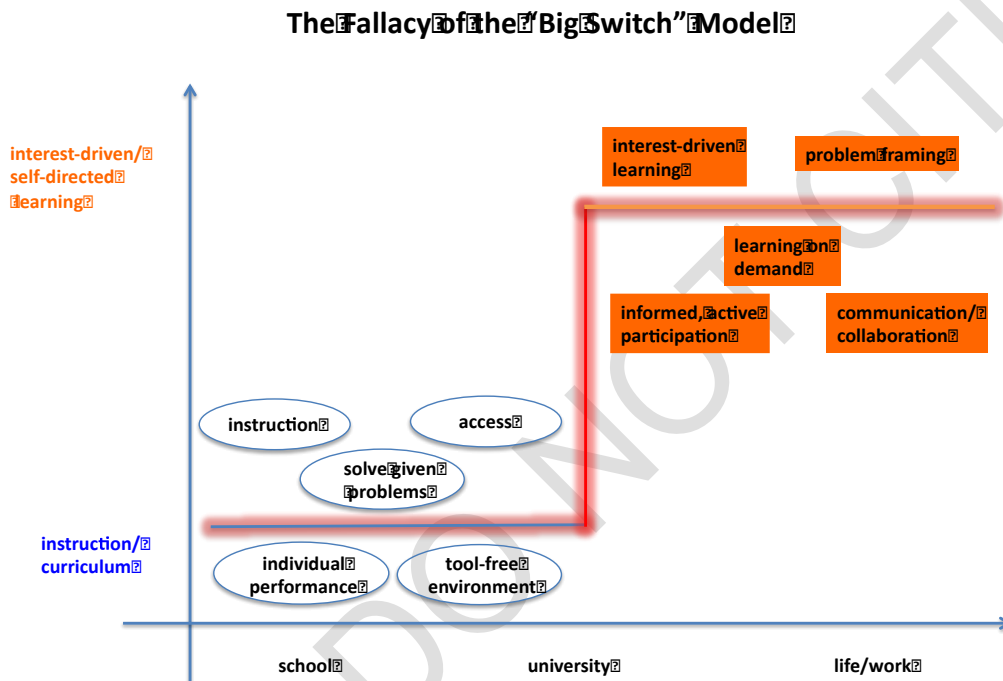 The Fallacy of the "Big Switch" Model
interest-driven/
self-directed
learning
interest-driven
learning
problem framing
learning on
demand
informed, active
participation
communication/
collaboration
instruction
access
solve given
problems
instruction/
curriculum
individual
performance
tool-free
environment
school
university
life/work
DO NOT CIT